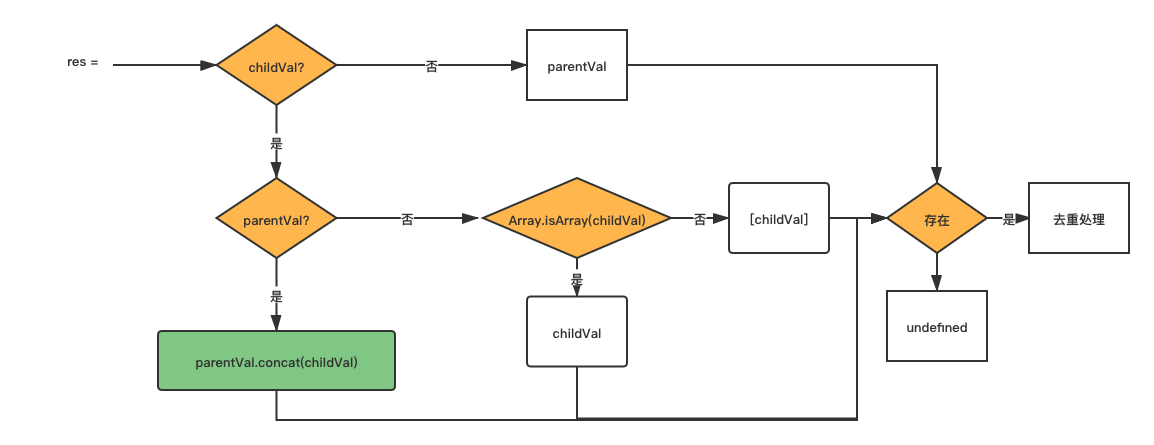 res =
childVal?
否
parentVal
是
parentVal?
否
Array.isArray(childVal)
否
[childVal]
存在
是
去重处理
是
是
childVal
undefined
parentVal.concat(childVal)